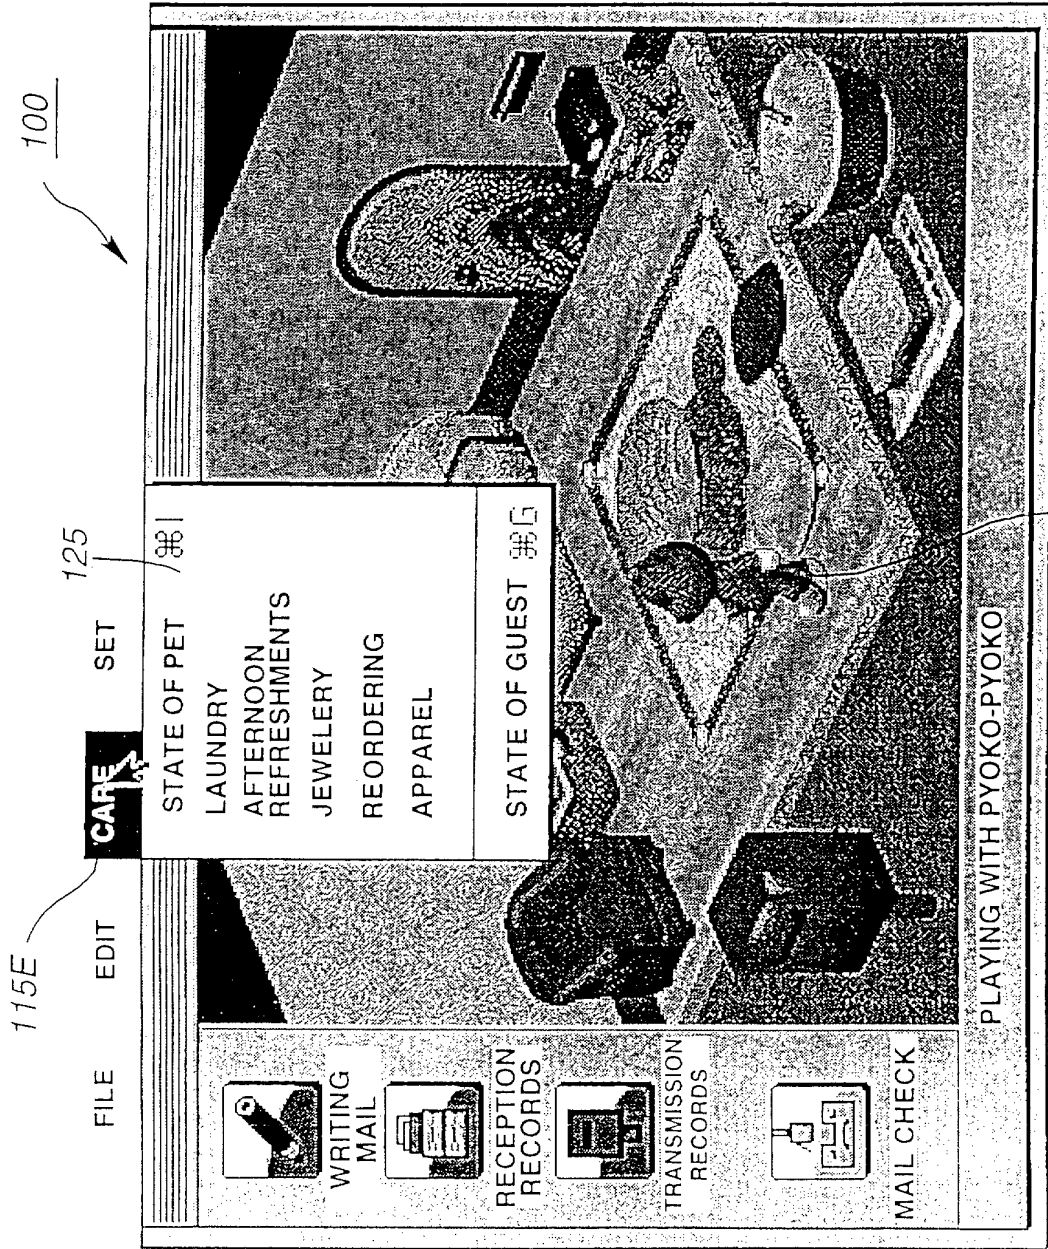 100
115E
125
FILE EDIT CARE SET
STATE OF PET ⌘I
LAUNDRY
AFTERNOON
REFRESHMENTS
JEWELERY
REORDERING
APPAREL
STATE OF GUEST ⌘G
WRITING
MAIL
RECEPTION
RECORDS
TRANSMISSION
RECORDS
MAIL CHECK
PLAYING WITH PYOKO-PYOKO